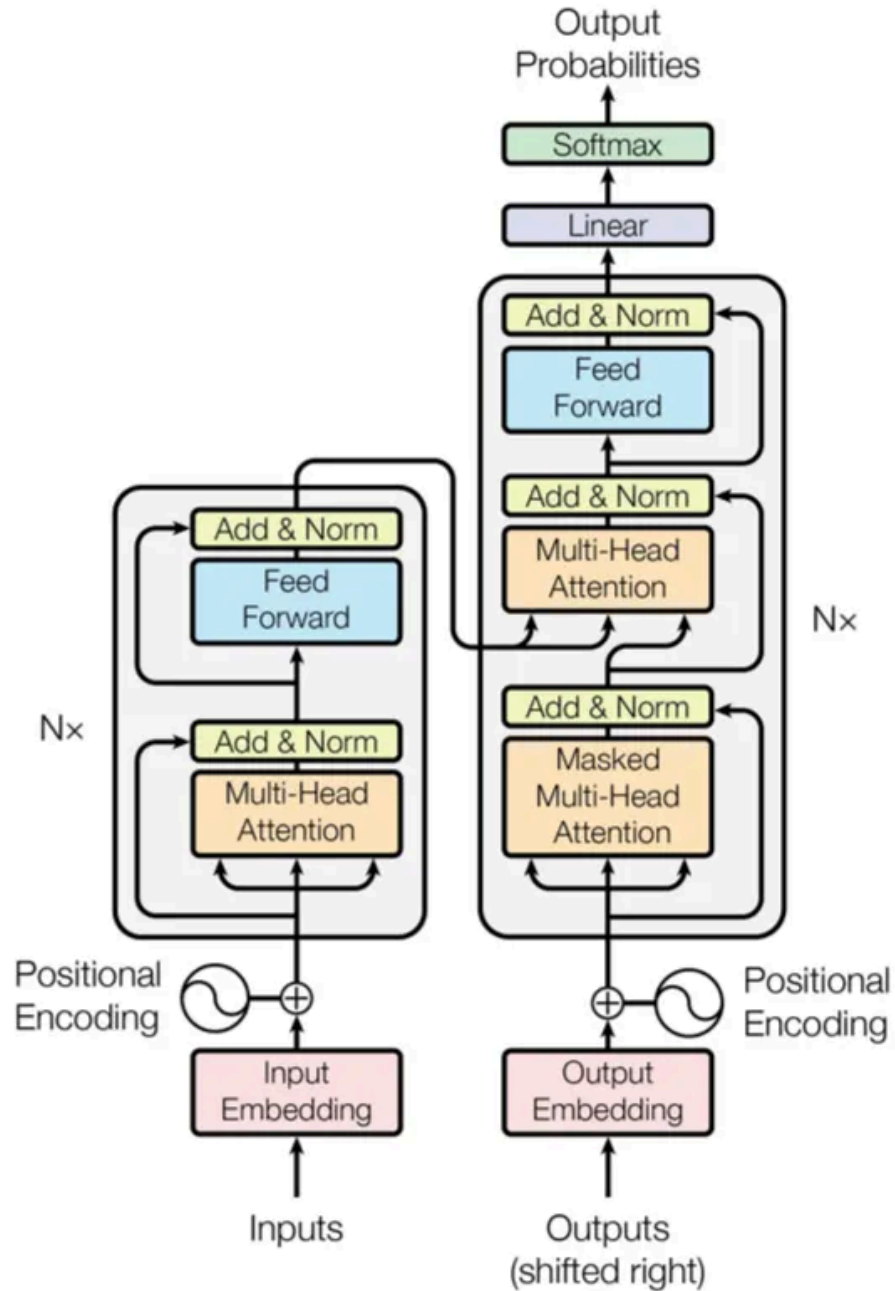 Output
Probabilities
Softmax
Linear
Add & Norm
Feed
Forward
Add & Norm
Multi-Head
Attention
Add & Norm
Masked
Multi-Head
Attention
Nx
Add & Norm
Feed
Forward
Add & Norm
Multi-Head
Attention
Nx
Positional
Encoding
Positional
Encoding
Input
Embedding
Output
Embedding
Inputs
Outputs
(shifted right)